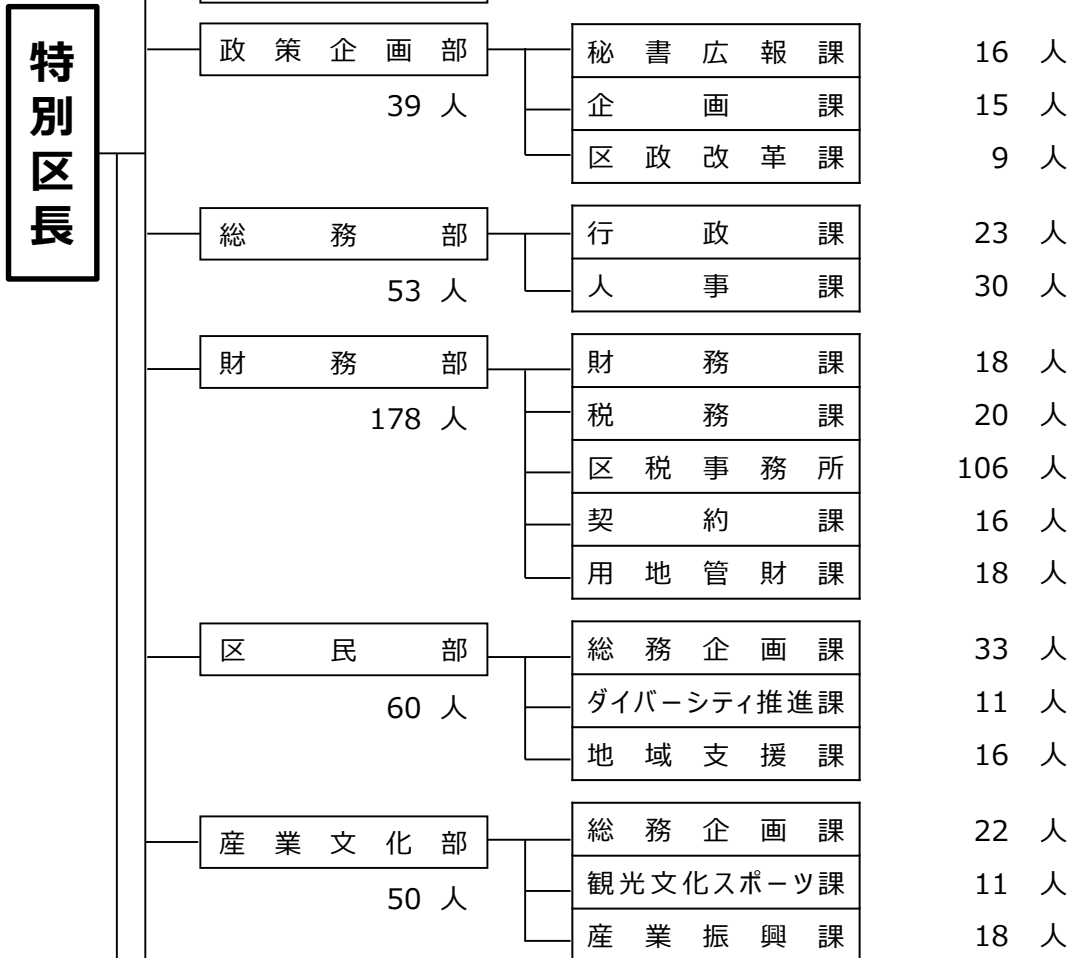 特別区長
政策企画部
39 人
秘書広報課 16 人
企画課 15 人
区政改革課 9 人
総務部
53 人
行政課 23 人
人事課 30 人
財務部
178 人
財務課 18 人
税務課 20 人
区税事務所 106 人
契約課 16 人
用地管財課 18 人
区民部
60 人
総務企画課 33 人
ダイバーシティ推進課 11 人
地域支援課 16 人
産業文化部
50 人
総務企画課 22 人
観光文化スポーツ課 11 人
産業振興課 18 人